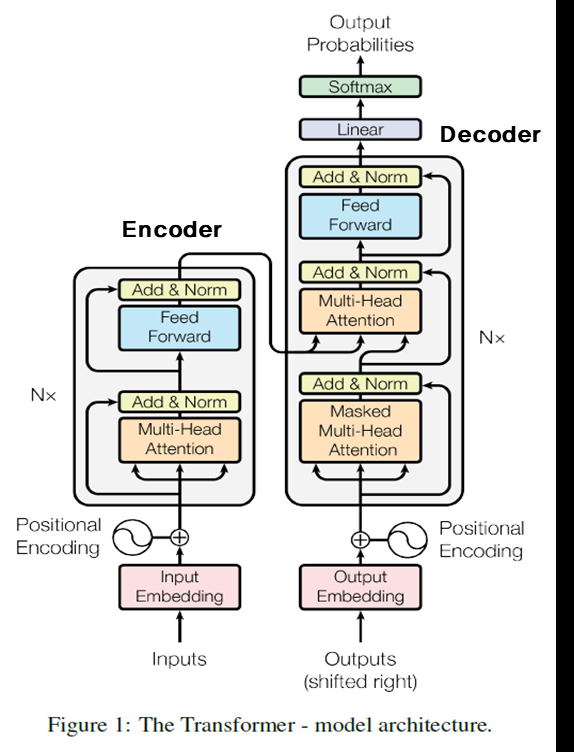 Output
Probabilities
Softmax
Linear
Decoder
Add & Norm
Feed
Forward
Add & Norm
Multi-Head
Attention
Nx
Add & Norm
Masked
Multi-Head
Attention
Positional
Encoding
Output
Embedding
Outputs
(shifted right)
Encoder
Add & Norm
Feed
Forward
Nx
Add & Norm
Multi-Head
Attention
Positional
Encoding
Input
Embedding
Inputs
Figure 1: The Transformer - model architecture.